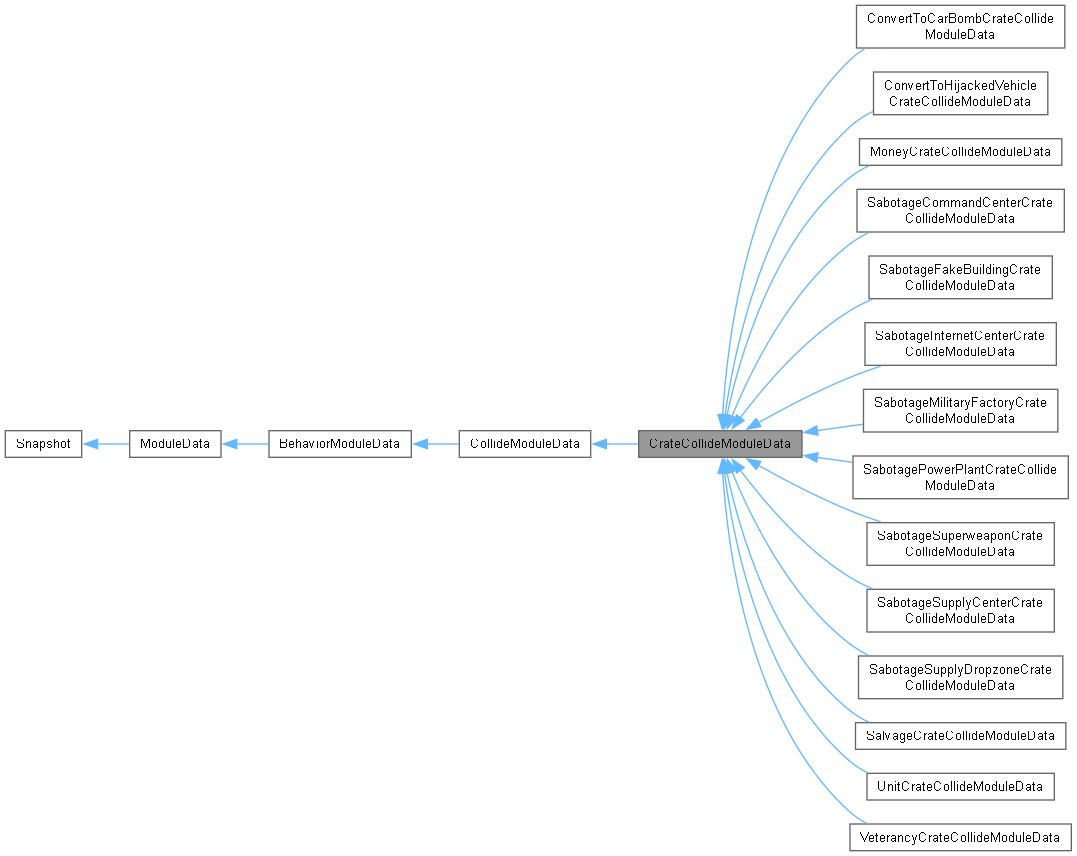 ConvertToCarBombCrateCollide
ModuleData
ConvertToHijackedVehicle
CrateCollideModuleData
MoneyCrateCollideModuleData
SabotageCommandCenterCrate
CollideModuleData
SabotageFakeBuildingCrate
CollideModuleData
SabotageInternetCenterCrate
CollideModuleData
SabotageMilitaryFactoryCrate
CollideModuleData
Snapshot
ModuleData
BehaviorModuleData
CollideModuleData
CrateCollideModuleData
SabotagePowerPlantCrateCollide
ModuleData
SabotageSuperweaponCrate
CollideModuleData
SabotageSupplyCenterCrate
CollideModuleData
SabotageSupplyDropzoneCrate
CollideModuleData
SalvageCrateCollideModuleData
UnitCrateCollideModuleData
VeterancyCrateCollideModuleData